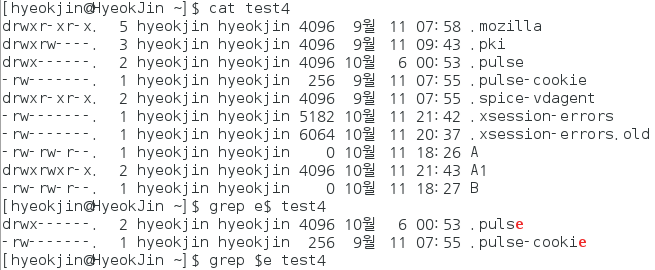 [hyeokjin@HyeokJin ~]$ cat test4
drwxr-xr-x. 5 hyeokjin hyeokjin 4096 9월 11 07:58 .mozilla
drwxrw----. 3 hyeokjin hyeokjin 4096 9월 11 09:43 .pki
drwx------. 2 hyeokjin hyeokjin 4096 10월 6 00:53 .pulse
-rw-------. 1 hyeokjin hyeokjin 256 9월 11 07:55 .pulse-cookie
drwxr-xr-x. 2 hyeokjin hyeokjin 4096 9월 11 07:55 .spice-vdagent
-rw-------. 1 hyeokjin hyeokjin 5182 10월 11 21:42 .xsession-errors
-rw-------. 1 hyeokjin hyeokjin 6064 10월 11 20:37 .xsession-errors.old
-rw-rw-r--. 1 hyeokjin hyeokjin 0 10월 11 18:26 A
drwxrwxr-x. 2 hyeokjin hyeokjin 4096 10월 11 21:43 A1
-rw-rw-r--. 1 hyeokjin hyeokjin 0 10월 11 18:27 B
[hyeokjin@HyeokJin ~]$ grep e$ test4
drwx------. 2 hyeokjin hyeokjin 4096 10월 6 00:53 .pulse
-rw-------. 1 hyeokjin hyeokjin 256 9월 11 07:55 .pulse-cookie
[hyeokjin@HyeokJin ~]$ grep $e test4